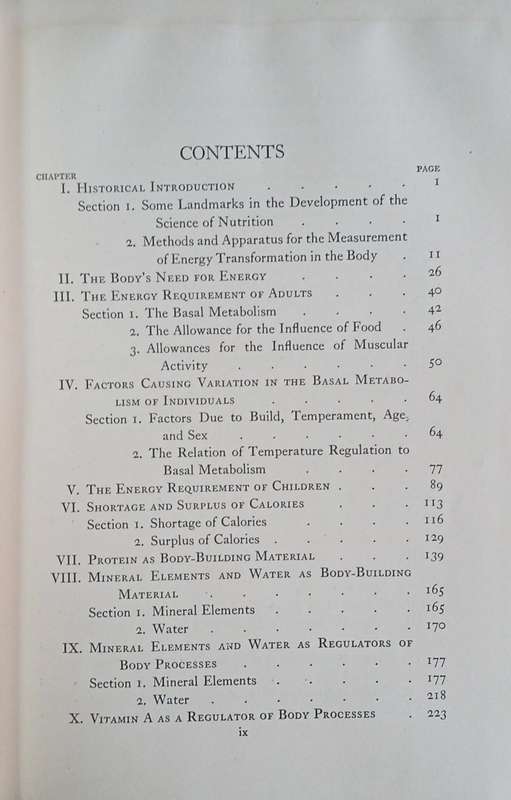 CONTENTS
CHAPTER PAGE
I. HISTORICAL INTRODUCTION . . . . . 1
Section 1. Some Landmarks in the Development of the
Science of Nutrition . . . . 1
2. Methods and Apparatus for the Measurement
of Energy Transformation in the Body . 11
II. THE BODY'S NEED FOR ENERGY . . . . 26
III. THE ENERGY REQUIREMENT OF ADULTS . . . 40
Section 1. The Basal Metabolism . . . . 42
2. The Allowance for the Influence of Food . 46
3. Allowances for the Influence of Muscular
Activity . . . . . . 50
IV. FACTORS CAUSING VARIATION IN THE BASAL METABO-
LISM OF INDIVIDUALS . . . . . 64
Section 1. Factors Due to Build, Temperament, Age,
and Sex . . . . . . 64
2. The Relation of Temperature Regulation to
Basal Metabolism . . . . 77
V. THE ENERGY REQUIREMENT OF CHILDREN . . . 89
VI. SHORTAGE AND SURPLUS OF CALORIES . . . 113
Section 1. Shortage of Calories . . . . 116
2. Surplus of Calories . . . . . 129
VII. PROTEIN AS BODY-BUILDING MATERIAL . . . 139
VIII. MINERAL ELEMENTS AND WATER AS BODY-BUILDING
MATERIAL . . . . . . . 165
Section 1. Mineral Elements . . . . . 165
2. Water . . . . . . . 170
IX. MINERAL ELEMENTS AND WATER AS REGULATORS OF
BODY PROCESSES . . . . . . 177
Section 1. Mineral Elements . . . . . 177
2. Water . . . . . . . 218
X. VITAMIN A AS A REGULATOR OF BODY PROCESSES . 223
ix